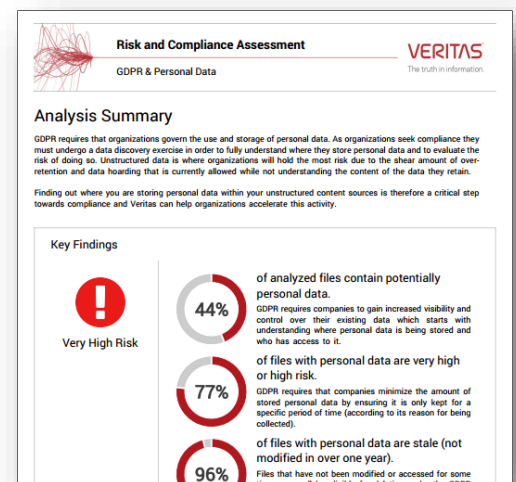 Risk and Compliance Assessment
GDPR & Personal Data
VERITAS
The truth in information.
Analysis Summary
GDPR requires that organizations govern the use and storage of personal data. As organizations seek compliance they
must undergo a data discovery exercise in order to fully understand where they store personal data and to evaluate the
risk of doing so. Unstructured data is where organizations will hold the most risk due to the shear amount of over-
retention and data hoarding that is currently allowed while not understanding the content of the data they retain.
Finding out where you are storing personal data within your unstructured content sources is therefore a critical step
towards compliance and Veritas can help organizations accelerate this activity.
Key Findings
Very High Risk
44%
of analyzed files contain potentially
personal data.
GDPR requires companies to gain increased visibility and
control over their existing data which starts with
understanding where personal data is being stored and
who has access to it.
77%
of files with personal data are very high
or high risk.
GDPR requires that companies minimize the amount of
stored personal data by ensuring it is only kept for a
specific period of time (according to its reason for being
collected).
96%
of files with personal data are stale (not
modified in over one year).
Files that have not been modified or accessed for some